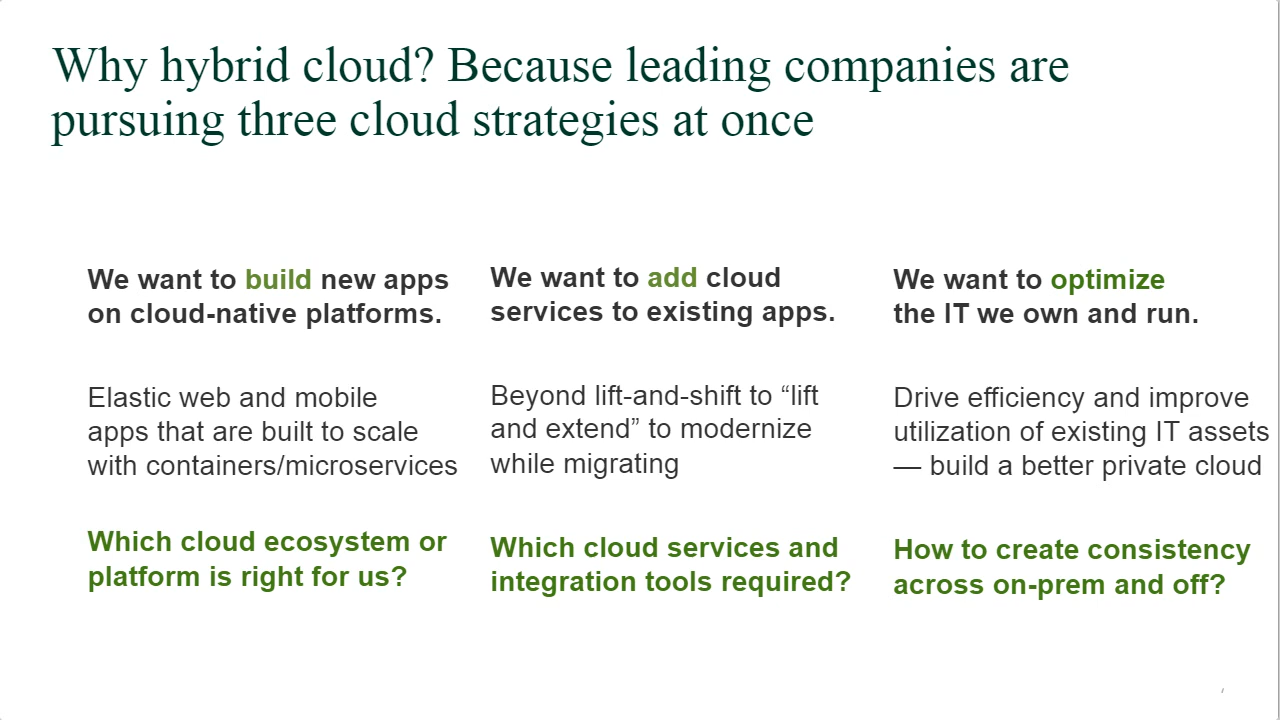 Why hybrid cloud? Because leading companies are
pursuing three cloud strategies at once
We want to build new apps
on cloud-native platforms.
Elastic web and mobile
apps that are built to scale
with containers/microservices
Which cloud ecosystem or
platform is right for us?
We want to add cloud
services to existing apps.
Beyond lift-and-shift to “lift
and extend” to modernize
while migrating
Which cloud services and
integration tools required?
We want to optimize
the IT we own and run.
Drive efficiency and improve
utilization of existing IT assets
— build a better private cloud
How to create consistency
across on-prem and off?